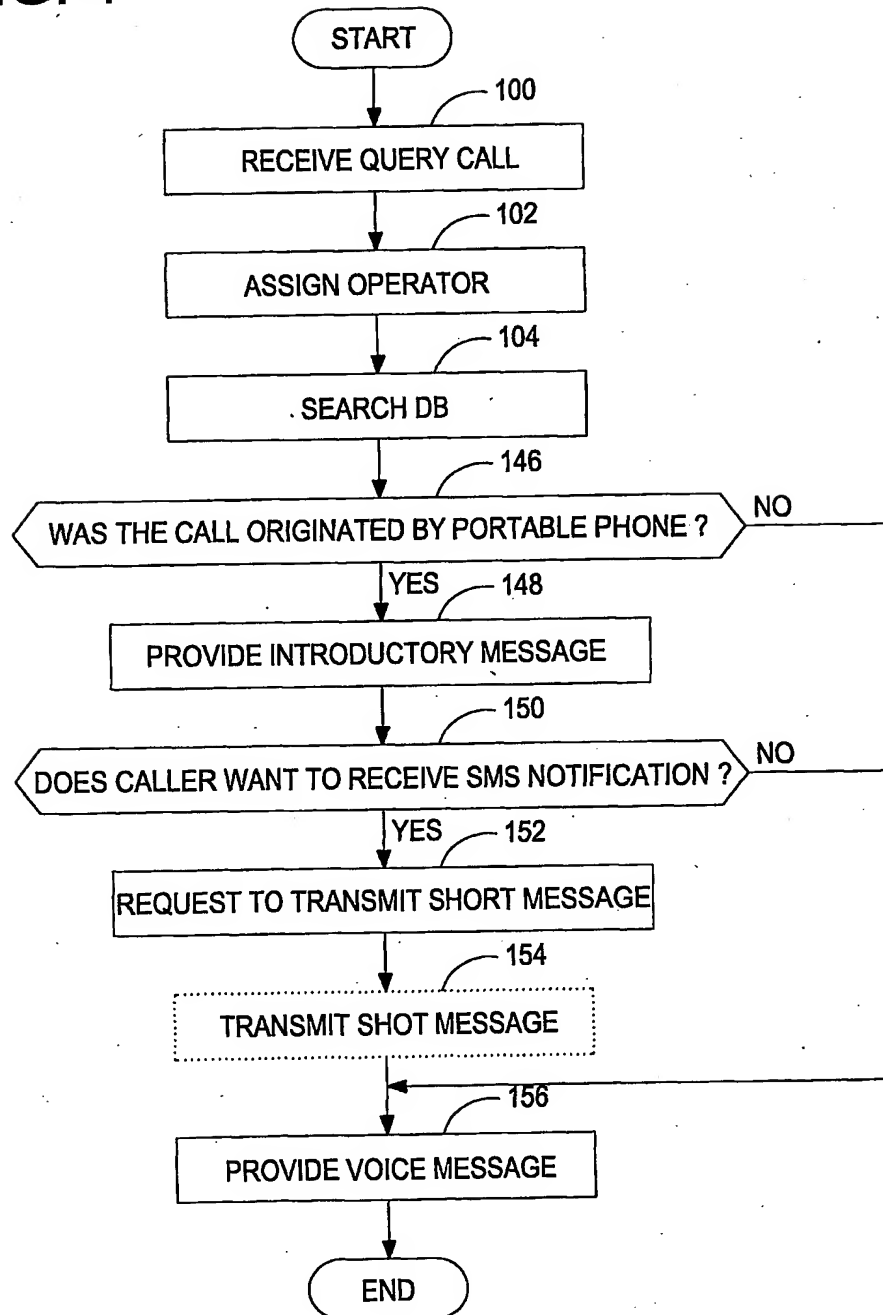 START
100
RECEIVE QUERY CALL
102
ASSIGN OPERATOR
104
SEARCH DB
146
WAS THE CALL ORIGINATED BY PORTABLE PHONE ?
NO
YES
148
PROVIDE INTRODUCTORY MESSAGE
150
DOES CALLER WANT TO RECEIVE SMS NOTIFICATION ?
NO
YES
152
REQUEST TO TRANSMIT SHORT MESSAGE
154
TRANSMIT SHOT MESSAGE
156
PROVIDE VOICE MESSAGE
END